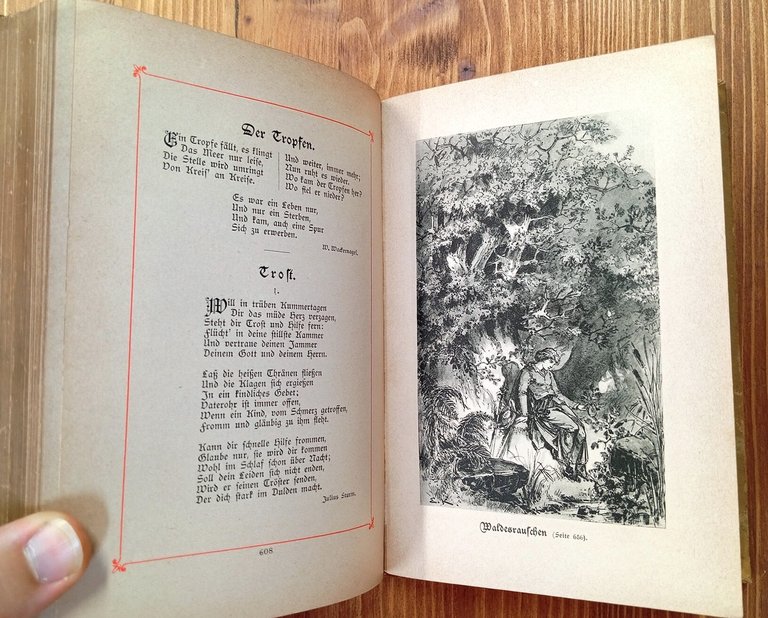 Der Tropfen.
Ein Tropfe fällt, es klingt
Das Meer nur leise,
Die Stelle wird umringt
Von Kreis' an Kreise.
Und weiter, immer mehr;
Nun ruht es wieder.
Wo kam der Tropfen her?
Wo fiel er nieder?
Es war ein Leben nur,
Und nur ein Sterben,
Und kam, auch eine Spur
Sich zu erwerben.
W. Wackernagel.
Trost.
1.
Will in trüben Kummertagen
Dir das müde Herz verzagen,
Steht dir Trost und Hilfe fern:
Flücht' in deine stillste Kammer
Und vertraue deinen Jammer
Deinem Gott und deinem Herrn.
Laß die heißen Thränen fließen
Und die Klagen sich ergießen
In ein kindliches Gebet;
Vaterohr ist immer offen,
Wenn ein Kind, vom Schmerz getroffen,
Fromm und gläubig zu ihm fleht.
Kann dir schnelle Hilfe frommen,
Glaube nur, sie wird dir kommen
Wohl im Schlaf schon über Nacht;
Soll dein Leiden sich nicht enden,
Wird er seinen Tröster senden,
Der dich stark im Dulden macht.
Julius Sturm.
608
Waldesrauschen (Seite 656).